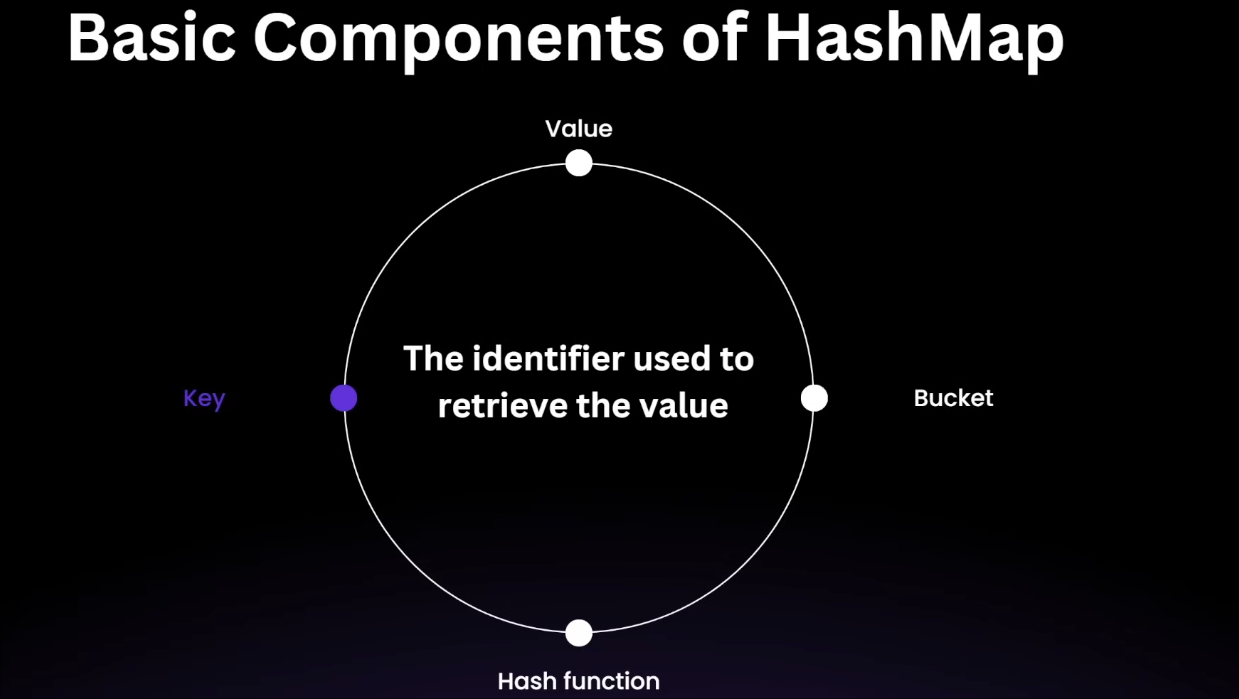 Basic Components of HashMap
Value
The identifier used to
retrieve the value
Key
Bucket
Hash function